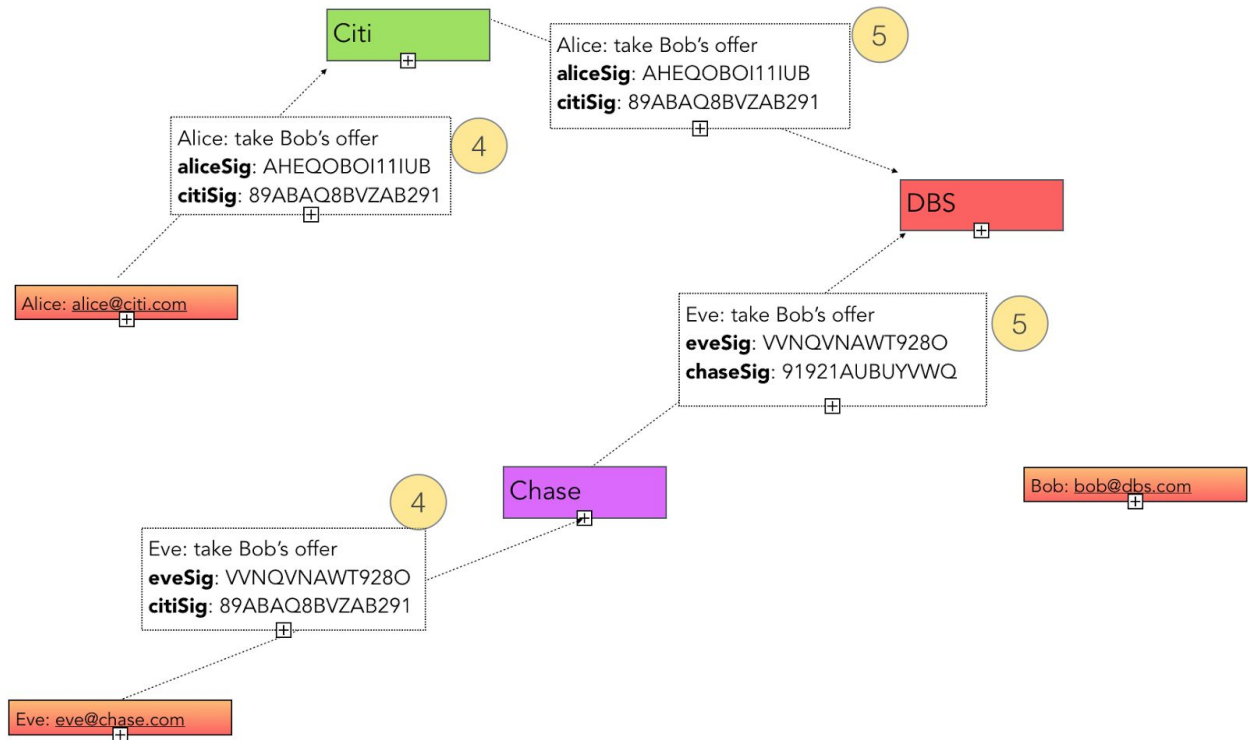 Citi
Alice: take Bob’s offer
aliceSig: AHEQOBOI11IUB
citiSig: 89ABAQ8BVZAB291
5
Alice: take Bob’s offer
aliceSig: AHEQOBOI11IUB
citiSig: 89ABAQ8BVZAB291
4
DBS
Alice: alice@citi.com
Eve: take Bob’s offer
eveSig: VVNQVNAWT928O
chaseSig: 91921AUBUYVWQ
5
Chase
Bob: bob@dbs.com
4
Eve: take Bob’s offer
eveSig: VVNQVNAWT928O
citiSig: 89ABAQ8BVZAB291
Eve: eve@chase.com